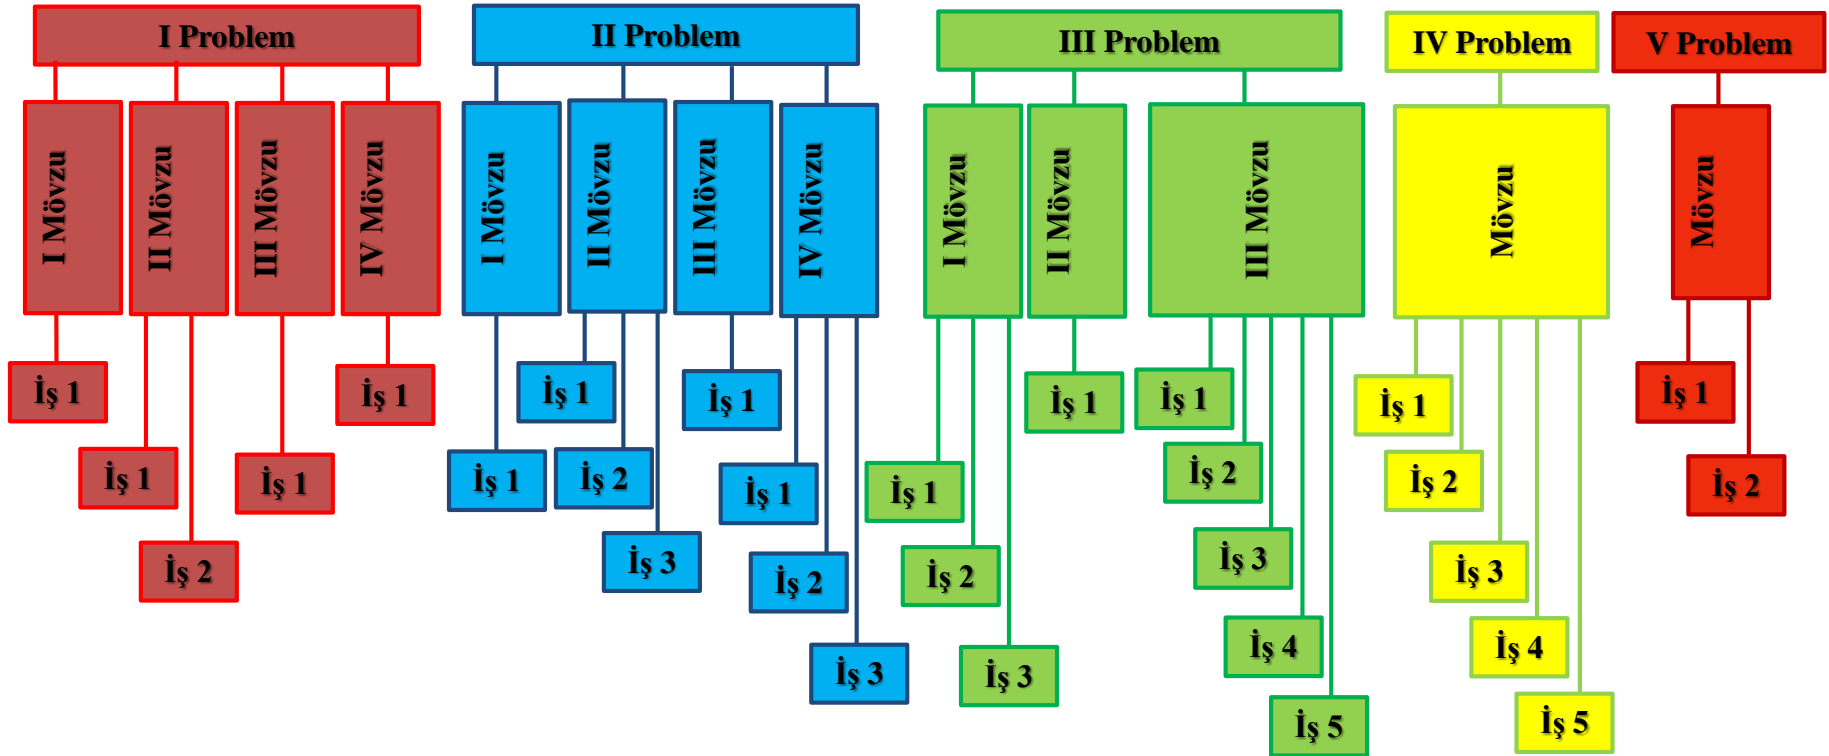 I Problem
I Mövzu
İş 1
II Mövzu
İş 1
İş 2
III Mövzu
İş 1
IV Mövzu
İş 1
II Problem
I Mövzu
İş 1
II Mövzu
İş 1
İş 2
İş 3
III Mövzu
İş 1
IV Mövzu
İş 1
İş 2
İş 3
III Problem
I Mövzu
İş 1
İş 2
İş 3
II Mövzu
İş 1
III Mövzu
İş 1
İş 2
İş 3
İş 4
İş 5
IV Problem
Mövzu
İş 1
İş 2
İş 3
İş 4
İş 5
V Problem
Mövzu
İş 1
İş 2